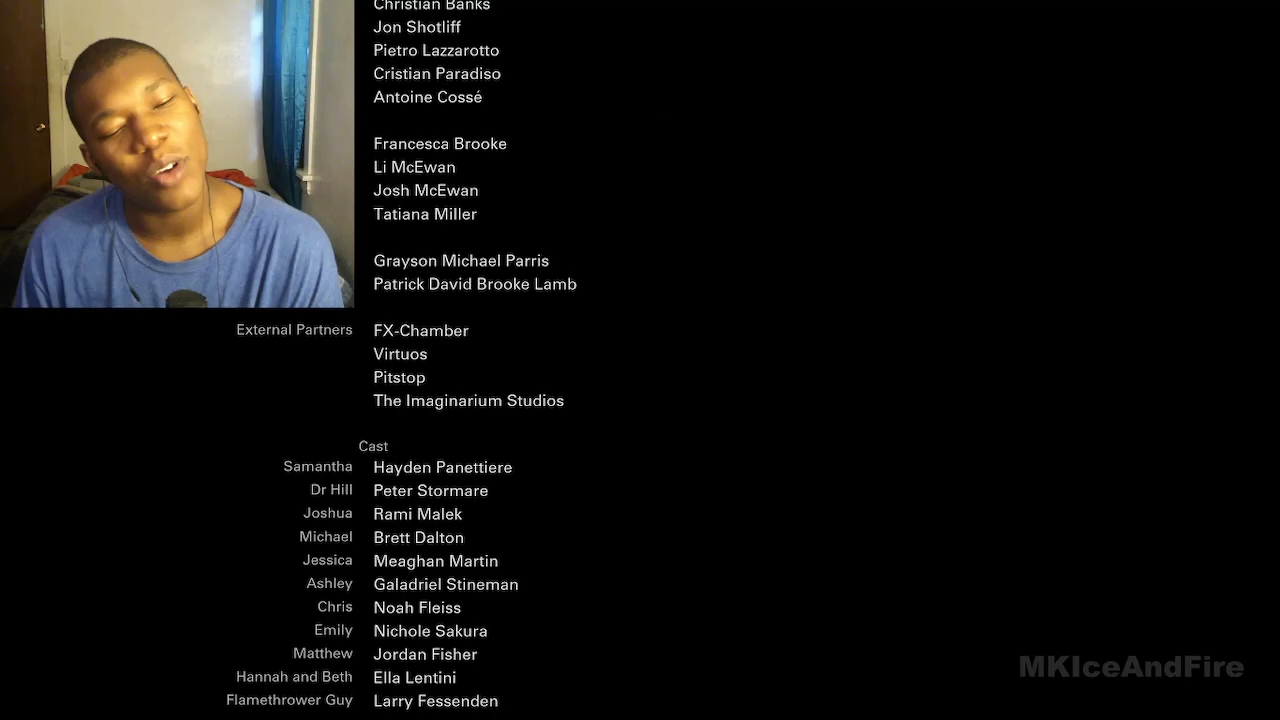 Christian Banks
Jon Shotliff
Pietro Lazzarotto
Cristian Paradiso
Antoine Cossé
Francesca Brooke
Li McEwan
Josh McEwan
Tatiana Miller
Grayson Michael Parris
Patrick David Brooke Lamb
External Partners FX-Chamber
Virtuos
Pitstop
The Imaginarium Studios
Cast
Samantha Hayden Panettiere
Dr Hill Peter Stormare
Joshua Rami Malek
Michael Brett Dalton
Jessica Meaghan Martin
Ashley Galadriel Stineman
Chris Noah Fleiss
Emily Nichole Sakura
Matthew Jordan Fisher
Hannah and Beth Ella Lentini
Flamethrower Guy Larry Fessenden
MKIceAndFire